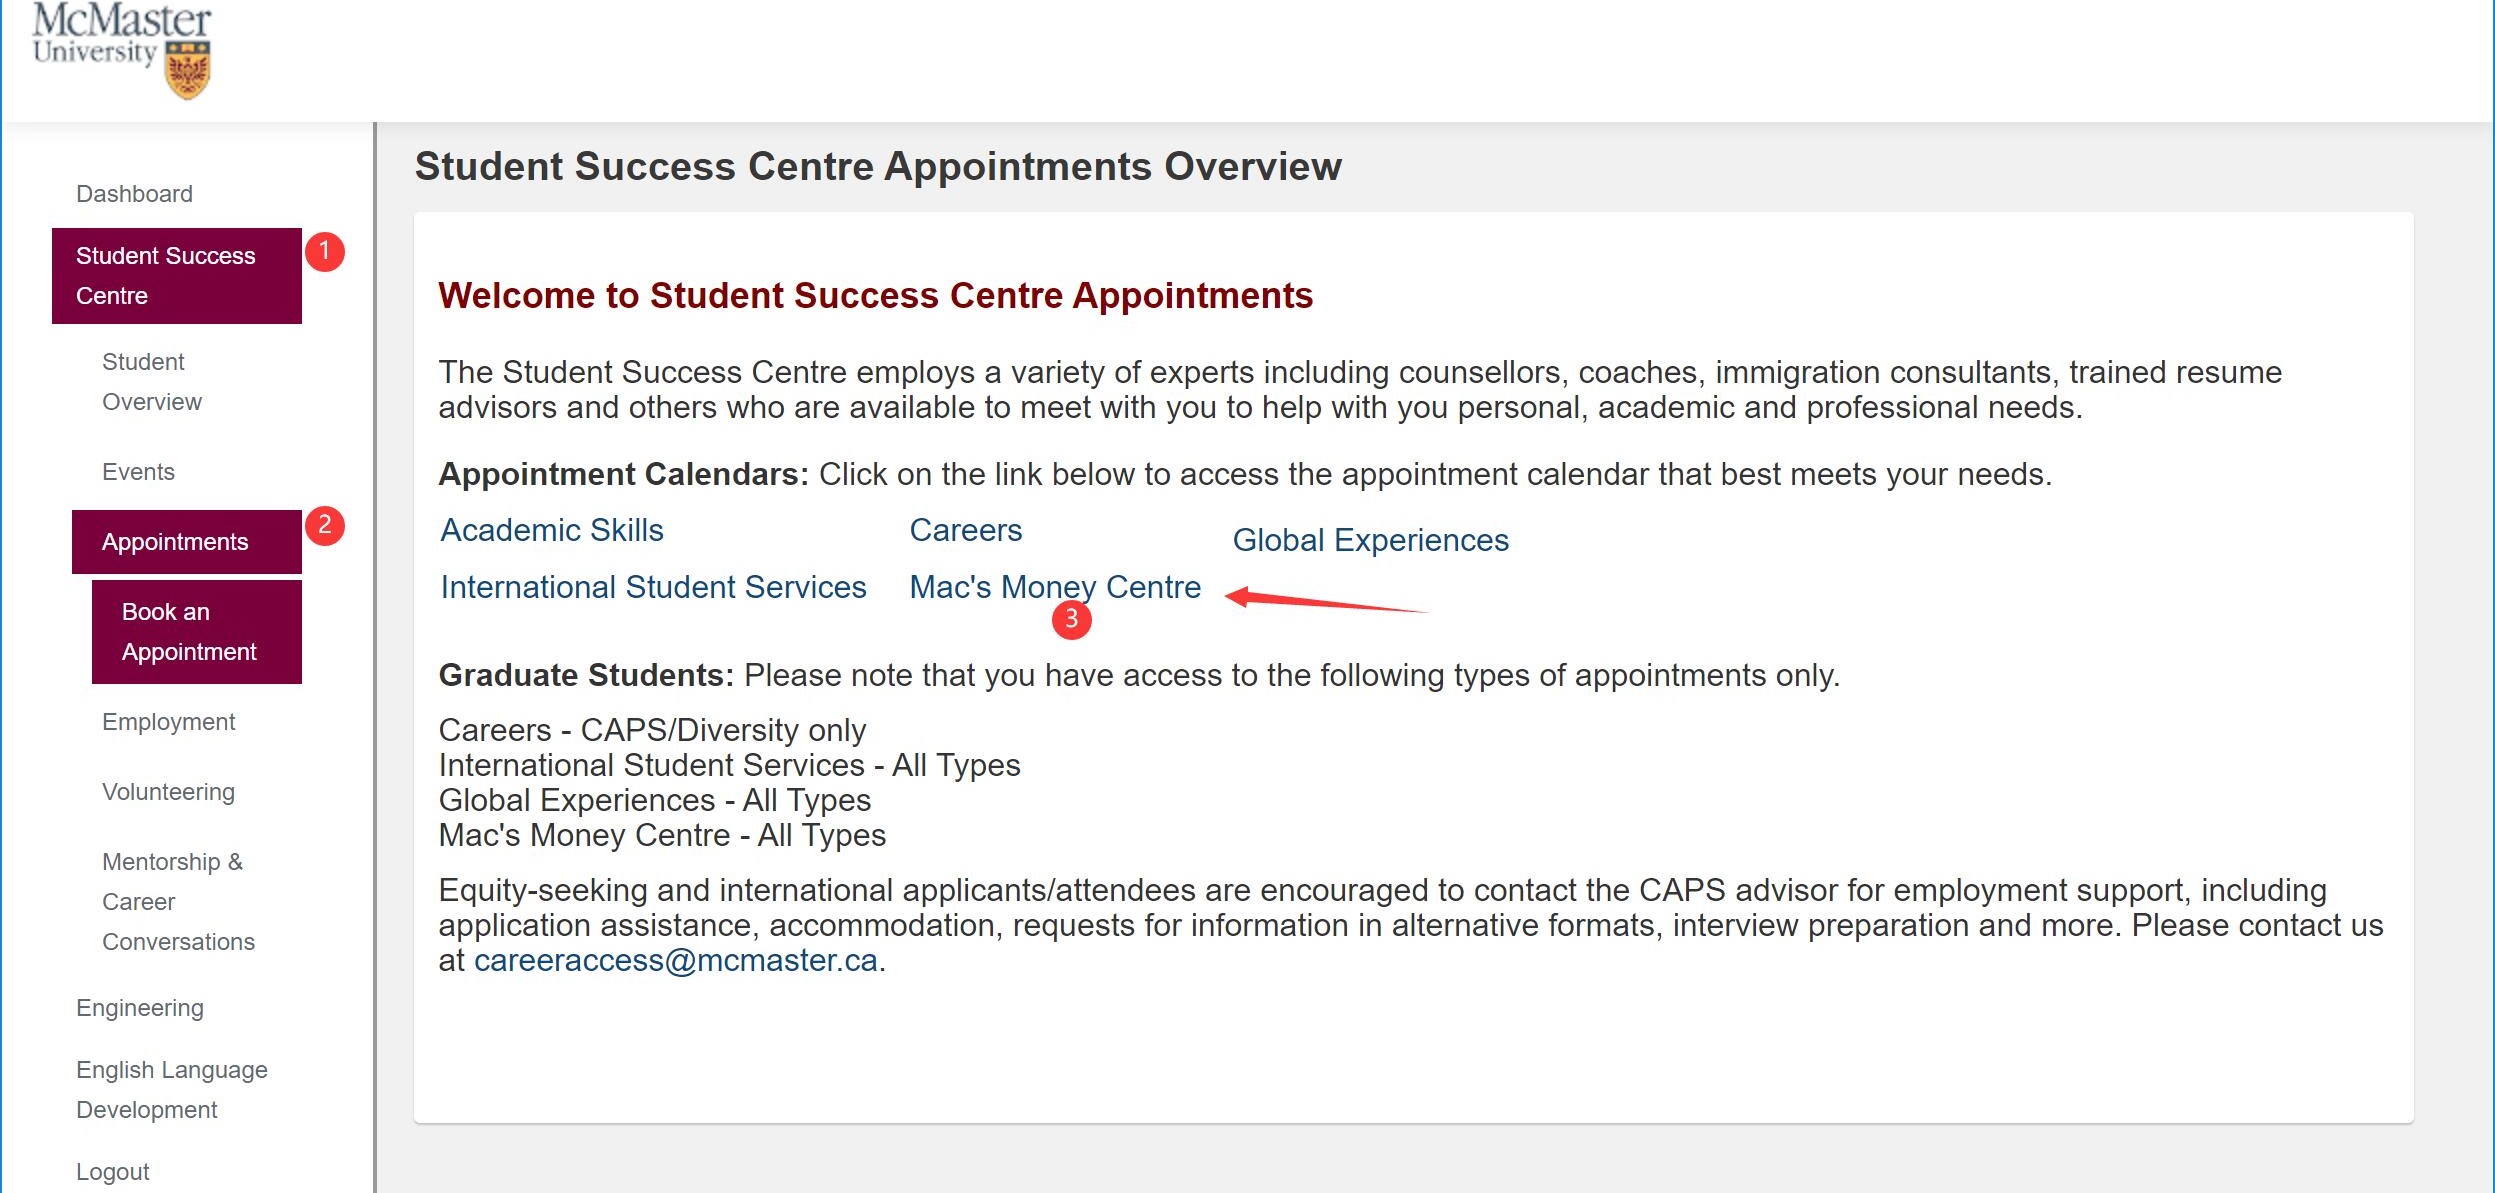 McMaster
University
Dashboard
Student Success
Centre
1
Student
Overview
Events
Appointments
2
Book an
Appointment
Employment
Volunteering
Mentorship &
Career
Conversations
Engineering
English Language
Development
Logout
Student Success Centre Appointments Overview
Welcome to Student Success Centre Appointments
The Student Success Centre employs a variety of experts including counsellors, coaches, immigration consultants, trained resume
advisors and others who are available to meet with you to help with you personal, academic and professional needs.
Appointment Calendars: Click on the link below to access the appointment calendar that best meets your needs.
Academic Skills
Careers
Global Experiences
International Student Services
Mac's Money Centre
3
Graduate Students: Please note that you have access to the following types of appointments only.
Careers - CAPS/Diversity only
International Student Services - All Types
Global Experiences - All Types
Mac's Money Centre - All Types
Equity-seeking and international applicants/attendees are encouraged to contact the CAPS advisor for employment support, including
application assistance, accommodation, requests for information in alternative formats, interview preparation and more. Please contact us
at careeraccess@mcmaster.ca.